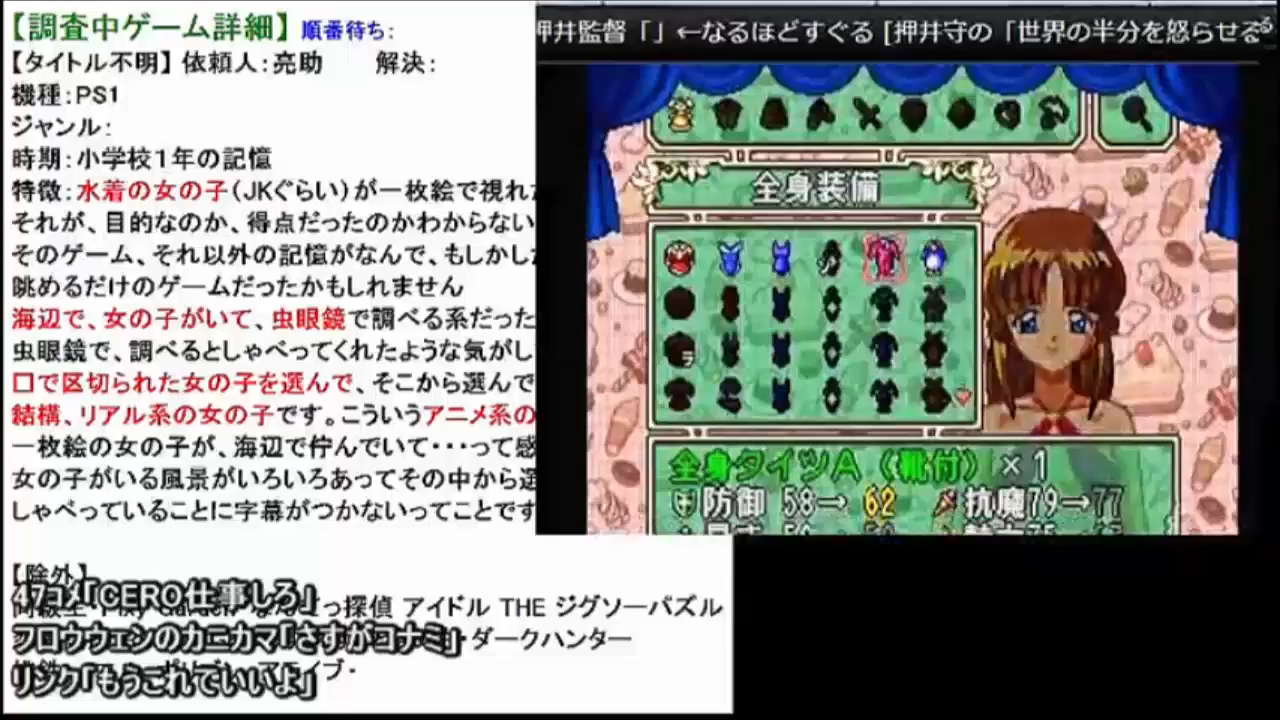 【調査中ゲーム詳細】 順番待ち:
【タイトル不明】 依頼人:亮助 解決:
機種:PS1
ジャンル:
時期:小学校1年の記憶
特徴:水着の女の子(JKぐらい)が一枚絵で視れ
それが、目的なのか、得点だったのかわからない
そのゲーム、それ以外の記憶がなんで、もしかし
眺めるだけのゲームだったかもしれません
海辺で、女の子がいて、虫眼鏡で調べる系だった
虫眼鏡で、調べるとしゃべってくれたような気がし
口で区切られた女の子を選んで、そこから選んで
結構、リアル系の女の子です。こういうアニメ系の
一枚絵の女の子が、海辺で佇んでいて・・・って感
女の子がいる風景がいろいろあってその中から選
しゃべっていることに字幕がつかないってことです
【除外】
っ探偵 アイドル THE ジグソーパズル
・ダークハンター
イブ-
47コメ「CERO仕事しろ」
フロウウェンのカニカマ「さすがコナミ」
リンク「もうこれでいいよ」
押井監督「」←なるほどすぐる [押井守の「世界の半分を怒らせる
全身装備
全身タイツA(靴付) ×1
防御 58→ 62 抗魔79→77